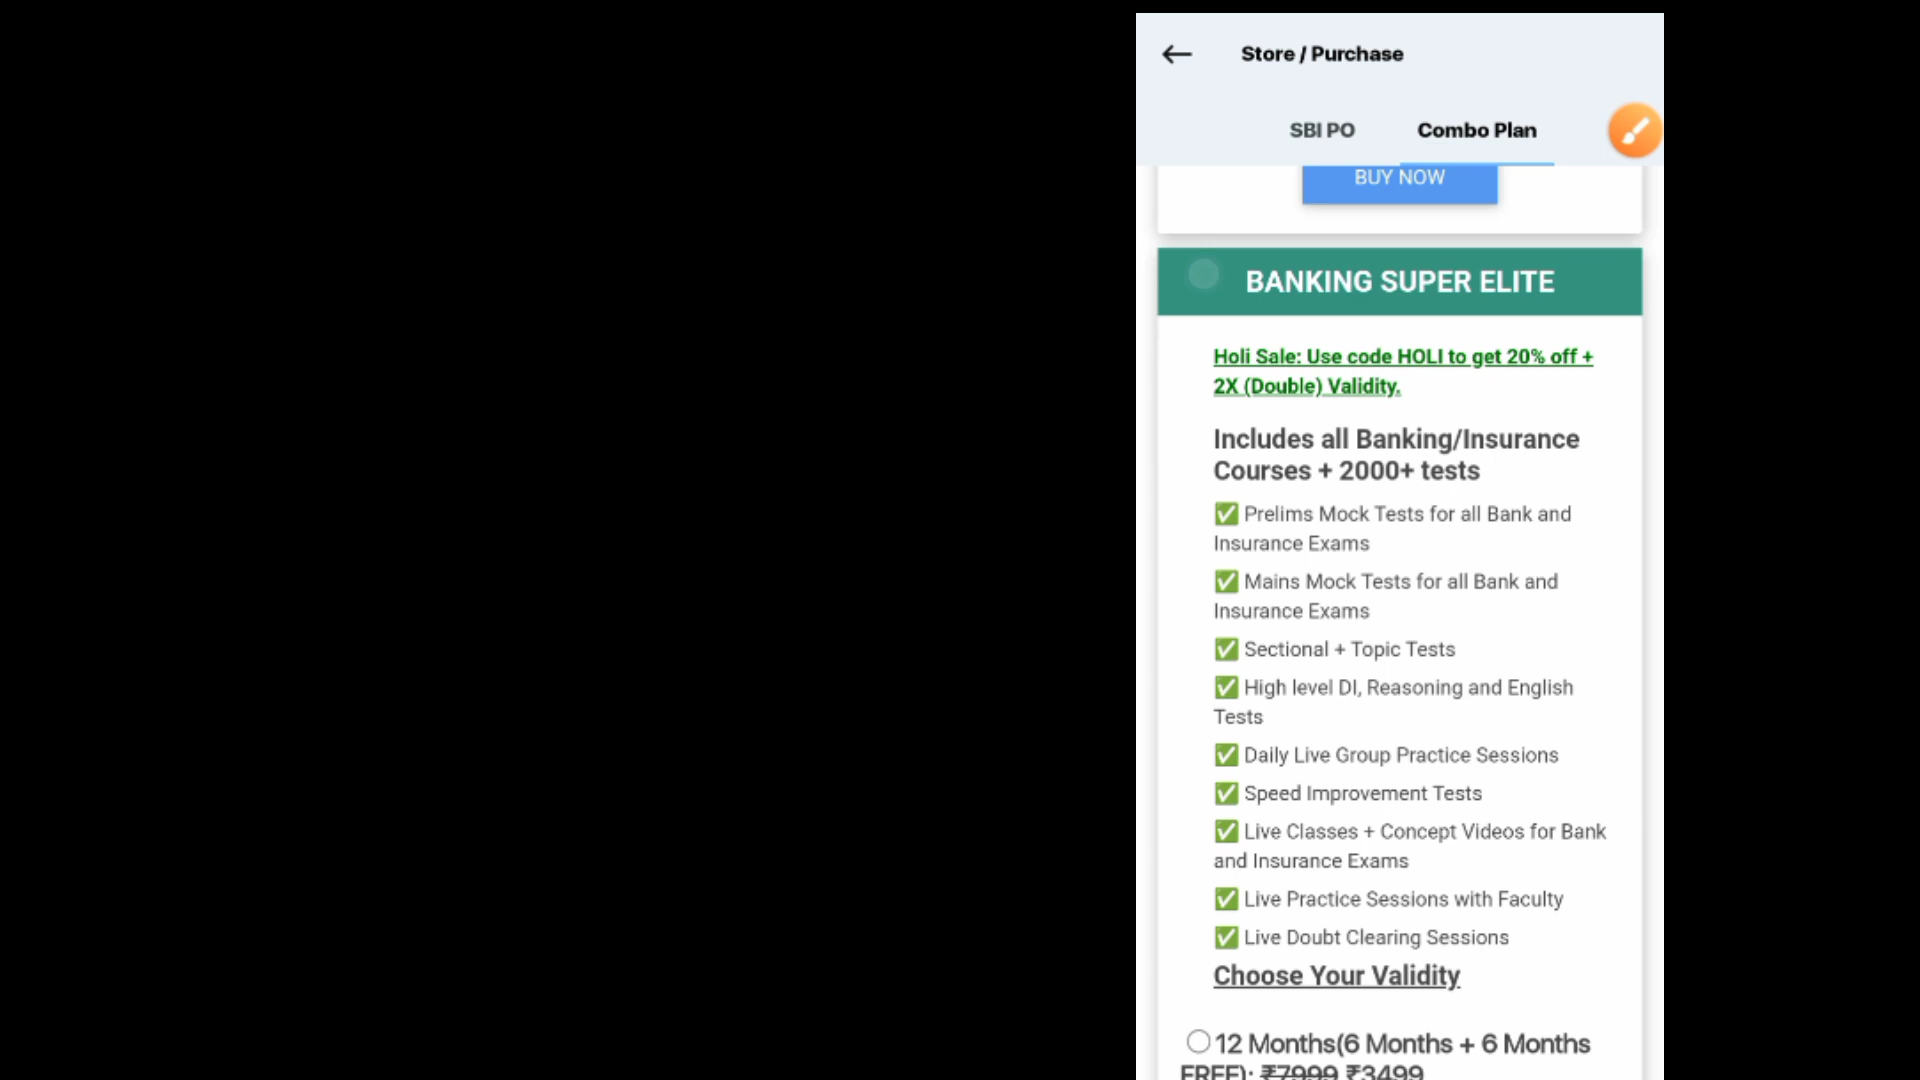 Store / Purchase
SBI PO
Combo Plan
BUY NOW
BANKING SUPER ELITE
Holi Sale: Use code HOLI to get 20% off +
2X (Double) Validity.
Includes all Banking/Insurance
Courses + 2000+ tests
✅ Prelims Mock Tests for all Bank and
Insurance Exams
✅ Mains Mock Tests for all Bank and
Insurance Exams
✅ Sectional + Topic Tests
✅ High level DI, Reasoning and English
Tests
✅ Daily Live Group Practice Sessions
✅ Speed Improvement Tests
✅ Live Classes + Concept Videos for Bank
and Insurance Exams
✅ Live Practice Sessions with Faculty
✅ Live Doubt Clearing Sessions
Choose Your Validity
12 Months(6 Months + 6 Months
FREE): ₹7999 ₹3499